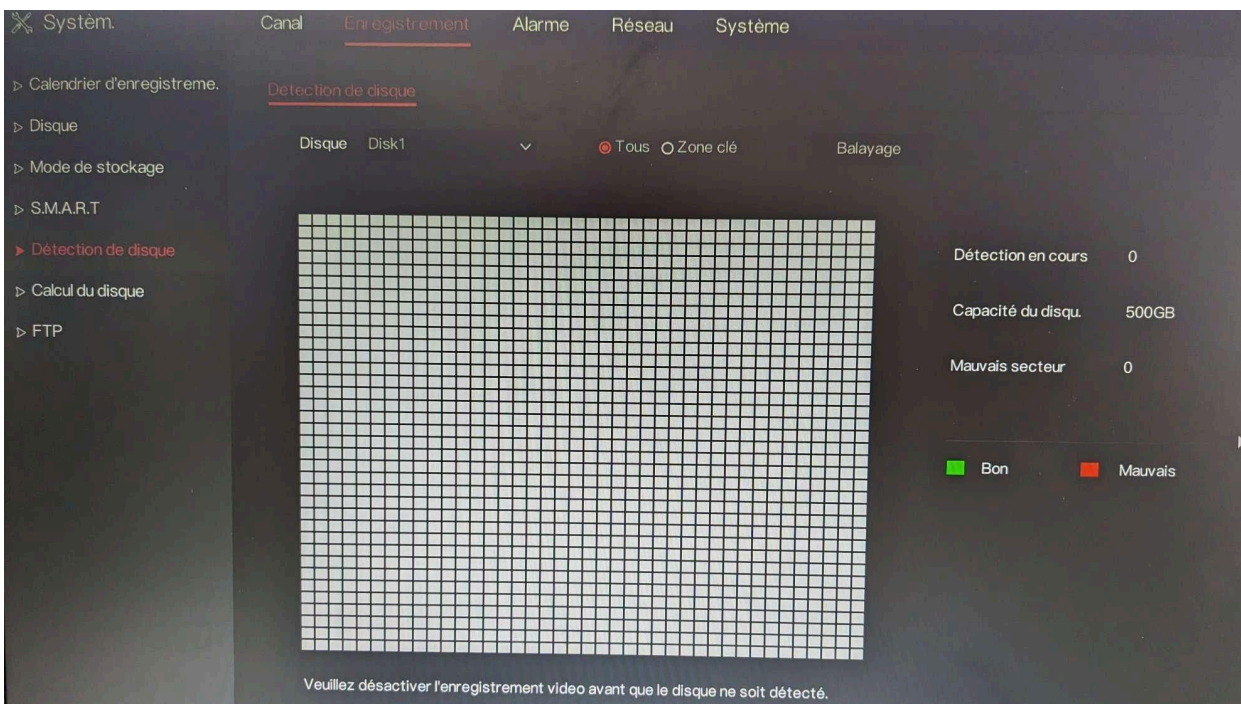 Systèm.
Canal Enregistrement Alarme Réseau Système
Calendrier d'enregistreme.
Disque
Mode de stockage
S.M.A.R.T
Détection de disque
Calcul du disque
FTP
Détection de disque
Disque Disk1 Tous Zone clé Balayage
Détection en cours 0
Capacité du disqu. 500GB
Mauvais secteur 0
Bon Mauvais
Veuillez désactiver l'enregistrement video avant que le disque ne soit détecté.